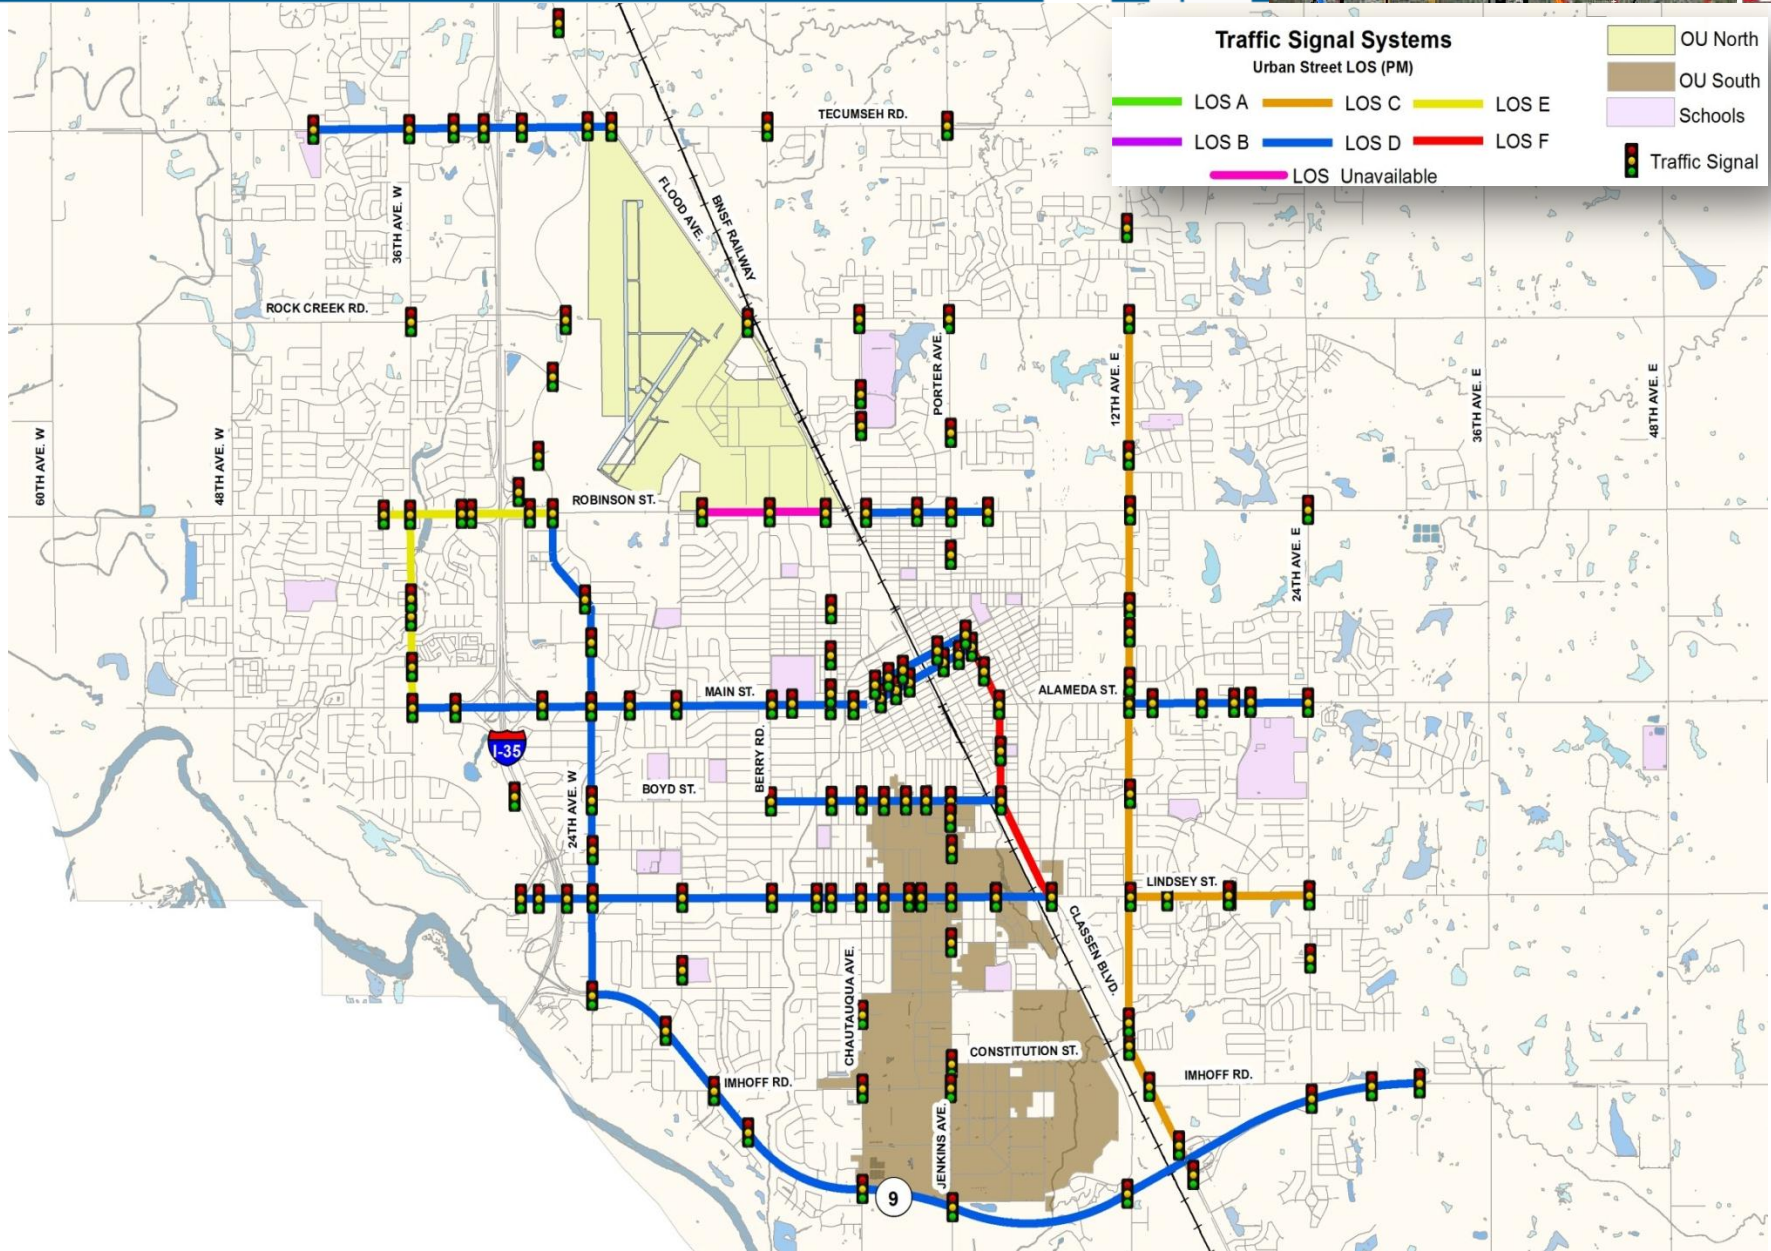 Traffic Signal Systems
Urban Street LOS (PM)
LOS A
LOS C
LOS E
LOS B
LOS D
LOS F
LOS Unavailable
OU North
OU South
Schools
Traffic Signal
TECUMSEH RD.
FLOOD AVE.
BNSF RAILWAY
36TH AVE. W
ROCK CREEK RD.
PORTER AVE.
12TH AVE. E
36TH AVE. E
48TH AVE. E
60TH AVE. W
48TH AVE. W
ROBINSON ST.
24TH AVE. E
MAIN ST.
ALAMEDA ST.
I-35
BERRY RD.
BOYD ST.
24TH AVE. W
LINDSEY ST.
CLASSEN BLVD.
CHAUTAUQUA AVE.
CONSTITUTION ST.
IMHOFF RD.
IMHOFF RD.
JENKINS AVE.
9